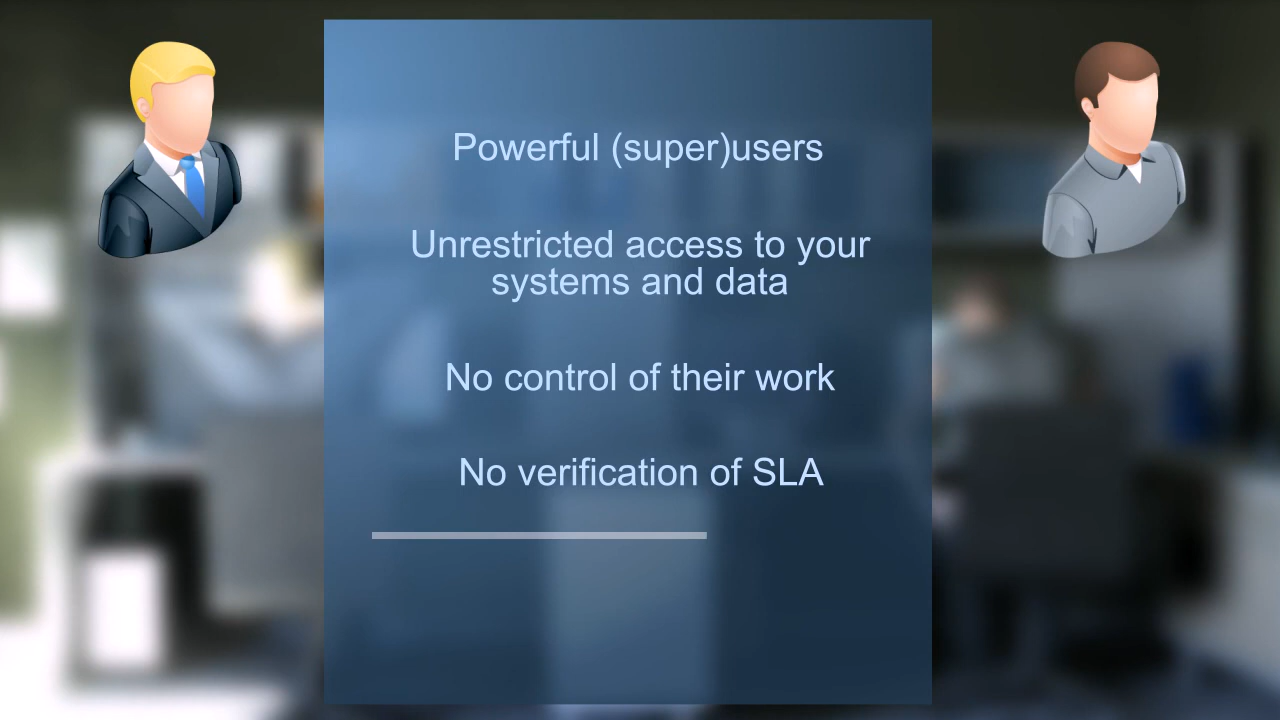 Powerful (super)users
Unrestricted access to your
systems and data
No control of their work
No verification of SLA